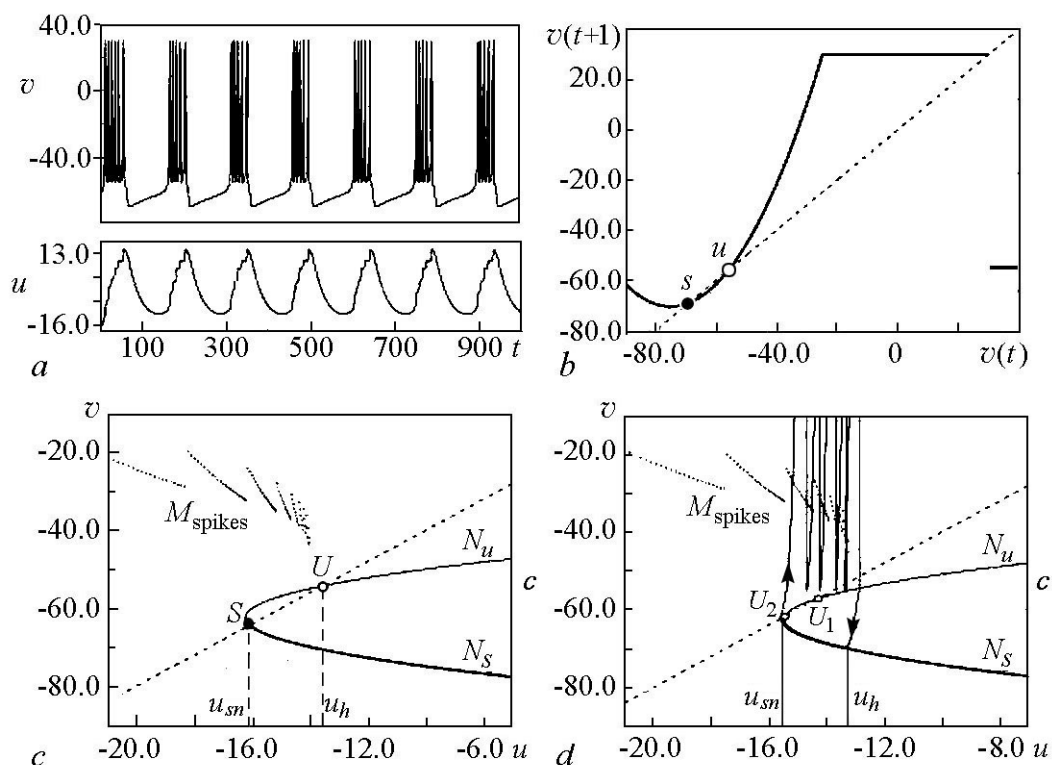 40.0
v 0
-40.0
13.0
u
-16.0
100 300 500 700 900 t
a
v(t+1)
20.0
0
-20.0
-40.0
-60.0
-80.0
u
s
-80.0 -40.0 0 v(t)
b
v
-20.0
-40.0
-60.0
-80.0
M_spikes
U
N_u
S
N_s
c
u_sn
u_h
-20.0 -16.0 -12.0 -6.0 u
c
v
-20.0
-40.0
-60.0
-80.0
M_spikes
N_u
c
U_2
U_1
N_s
u_sn
u_h
-20.0 -16.0 -12.0 -8.0 u
d